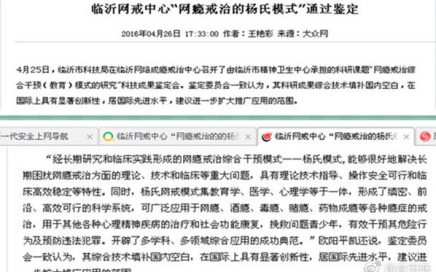 临沂网戒中心“网瘾戒治的杨氏模式”通过鉴定
2016年04月26日 17:33:00 作者：王艳彩 来源：大众网
4月25日，临沂市科技局在临沂网络成瘾戒治中心召开了由临沂市精神卫生中心承担的科研课题“网瘾戒治综
合干预（教育）模式的研究”科技成果鉴定会。鉴定委员会一致认为，其科研成果综合技术填补国内空白，在
国际上具有显著创新性，居国际先进水平，建议进一步扩大推广应用的范围。
一代安全上网导航
临沂网戒中心 “网瘾戒治的的杨氏
临沂网戒中心“网瘾戒治的杨氏
“经长期研究和临床实践形成的网瘾戒治综合干预模式——杨氏模式，能够很好地解决长
期困扰网瘾戒治方面的理论、技术和临床等重大问题，具有理论技术指导、操作安全可行和临
床高效稳定等特性。同时，杨氏网戒模式集教育学、医学、心理学等于一体，形成了缜密、前
沿、高效可行的科学系统，可广泛应用于网瘾、酒瘾、毒瘾、赌瘾、药物成瘾等各种瘾症的戒
治，用于其他各种心理精神疾病的治疗和社会功能康复，挽救问题青少年，有效干预其危险行
为及预防违法犯罪。开辟了多学科、多领域综合应用的成功典范。”欧阳平凯还说，鉴定委员
会一致认为，其综合技术填补国内空白，在国际上具有显著创新性，居国际先进水平，建议进
一步扩大推广应用的范围。